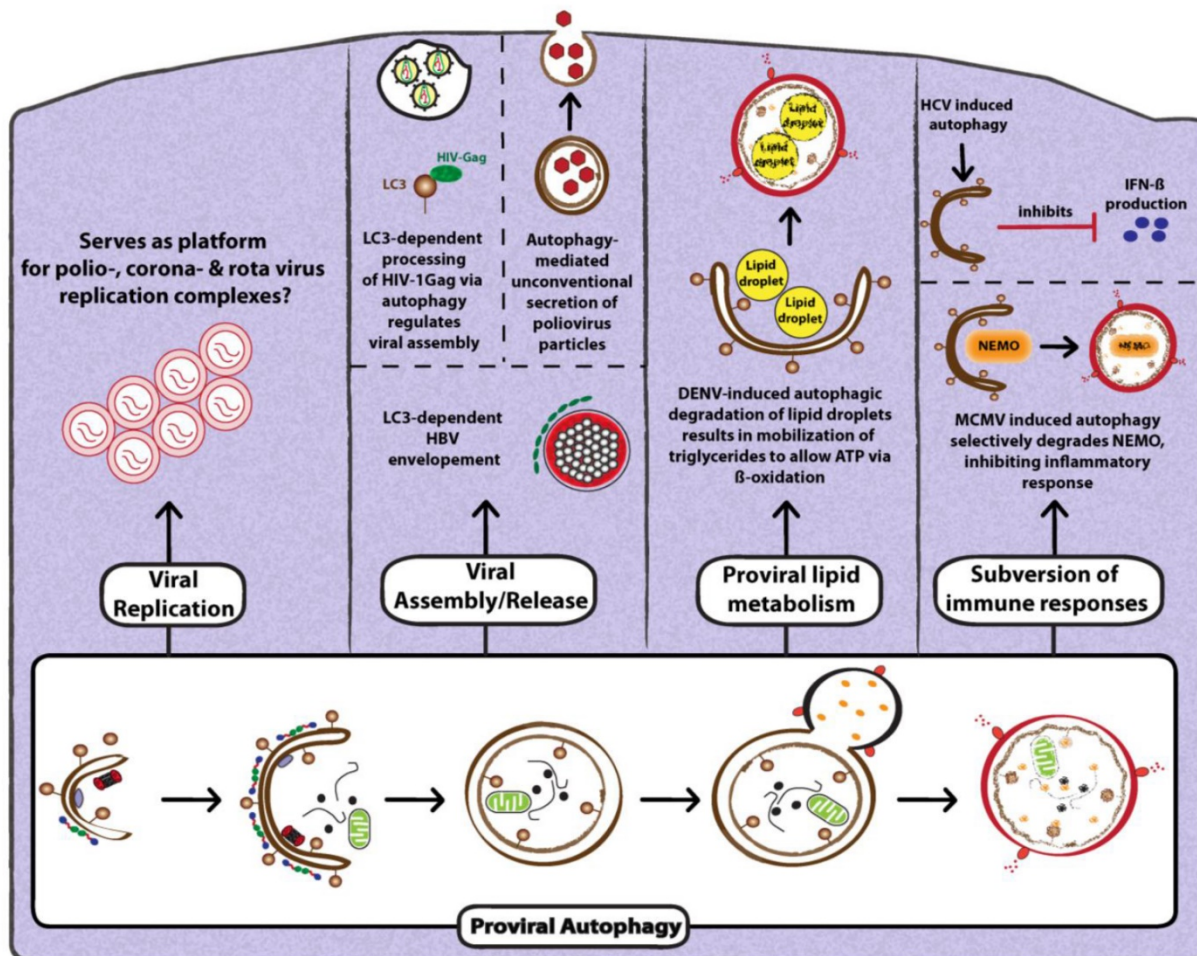 Serves as platform
for polio-, corona- & rota virus
replication complexes?
Viral
Replication
HIV-Gag
LC3
LC3-dependent
processing
of HIV-1Gag via
autophagy
regulates
viral assembly
Autophagy-
mediated
unconventional
secretion of
poliovirus
particles
LC3-dependent
HBV
envelopement
Viral
Assembly/Release
Lipid
droplet
Lipid
droplet
Lipid
droplet
Lipid
droplet
DENV-induced autophagic
degradation of lipid droplets
results in mobilization of
triglycerides to allow ATP via
ß-oxidation
Proviral lipid
metabolism
HCV induced
autophagy
inhibits
IFN-ß
production
NEMO
NEMO
MCMV induced autophagy
selectively degrades NEMO,
inhibiting inflammatory
response
Subversion of
immune responses
Proviral Autophagy